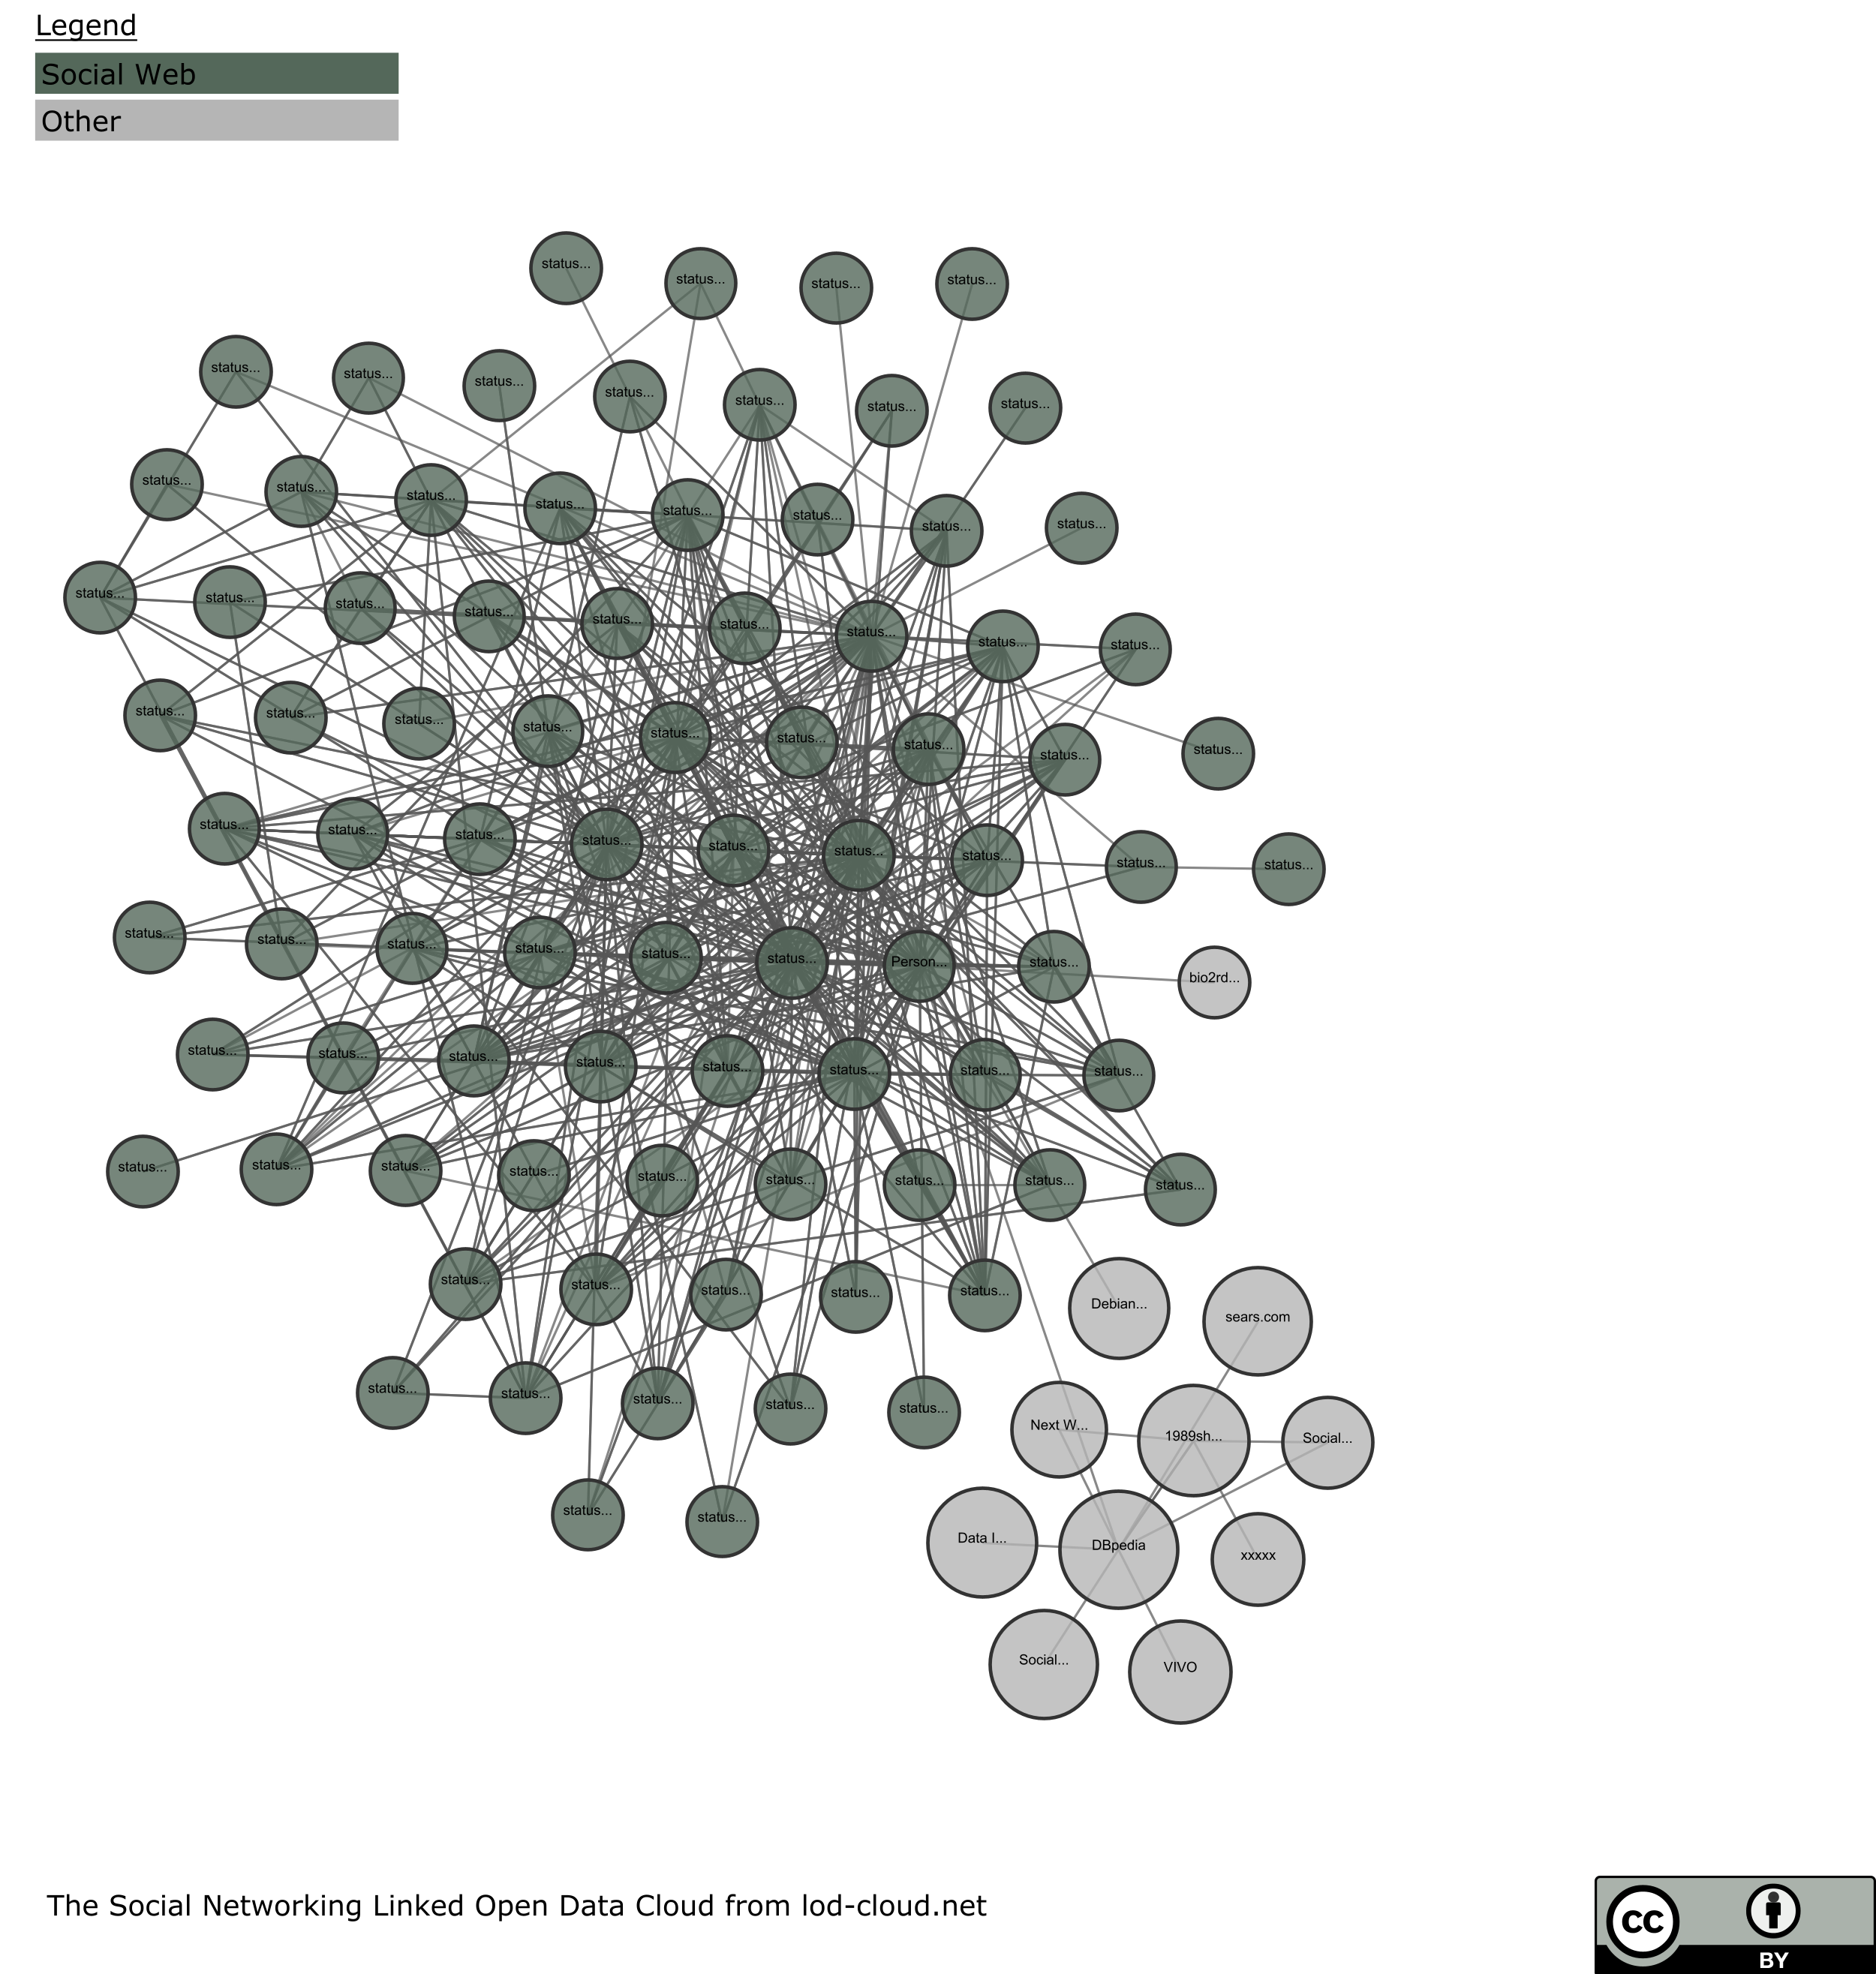 Legend
Social Web
Other
status... status... status... status...
status... status... status... status... status... status... status...
status... status... status... status... status... status... status... status...
status... status... status... status... status... status... status... status... status...
status... status... status... status... status... status... status... status... status...
status... status... status... status... status... status... status... status... status...
status... status... status... status... status... status... Person... status... bio2rd...
status... status... status... status... status... status... status... status...
status... status... status... status... status... status... status... status... status...
status... status... status... status... status... Debian... sears.com
status... status... status... status... status... Next W... 1989sh... Social...
status... status... Data I... DBpedia xxxxx
Social... VIVO
The Social Networking Linked Open Data Cloud from lod-cloud.net
cc
BY